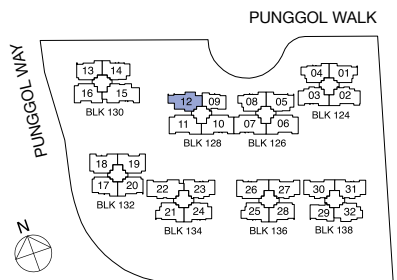 PUNGGOL WALK
PUNGGOL WAY
13 14
16 15
BLK 130
12 09
11 10
BLK 128
08 05
07 06
BLK 126
04 01
03 02
BLK 124
18 19
17 20
BLK 132
22 23
21 24
BLK 134
26 27
25 28
BLK 136
30 31
29 32
BLK 138
N